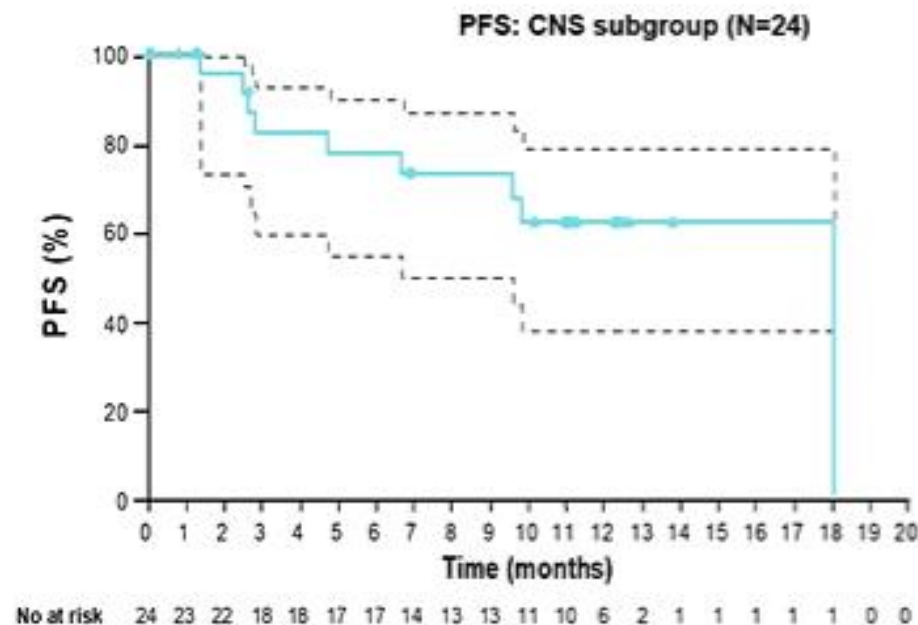 PFS: CNS subgroup (N=24)
100
80
60
40
20
0
PFS (%)
0 1 2 3 4 5 6 7 8 9 10 11 12 13 14 15 16 17 18 19 20
Time (months)
No at risk 24 23 22 18 18 17 17 14 13 13 11 10 6 2 1 1 1 1 1 0 0